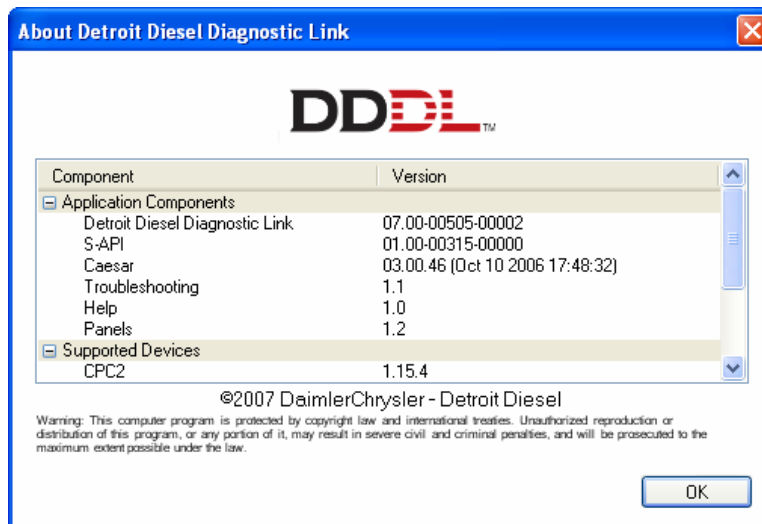 About Detroit Diesel Diagnostic Link
DDDL TM
Component Version
Application Components
Detroit Diesel Diagnostic Link 07.00-00505-00002
S-API 01.00-00315-00000
Caesar 03.00.46 (Oct 10 2006 17:48:32)
Troubleshooting 1.1
Help 1.0
Panels 1.2
Supported Devices
CPC2 1.15.4
©2007 DaimlerChrysler - Detroit Diesel
Warning: This computer program is protected by copyright law and international treaties. Unauthorized reproduction or
distribution of this program, or any portion of it, may result in severe civil and criminal penalties, and will be prosecuted to the
maximum extent possible under the law.
OK